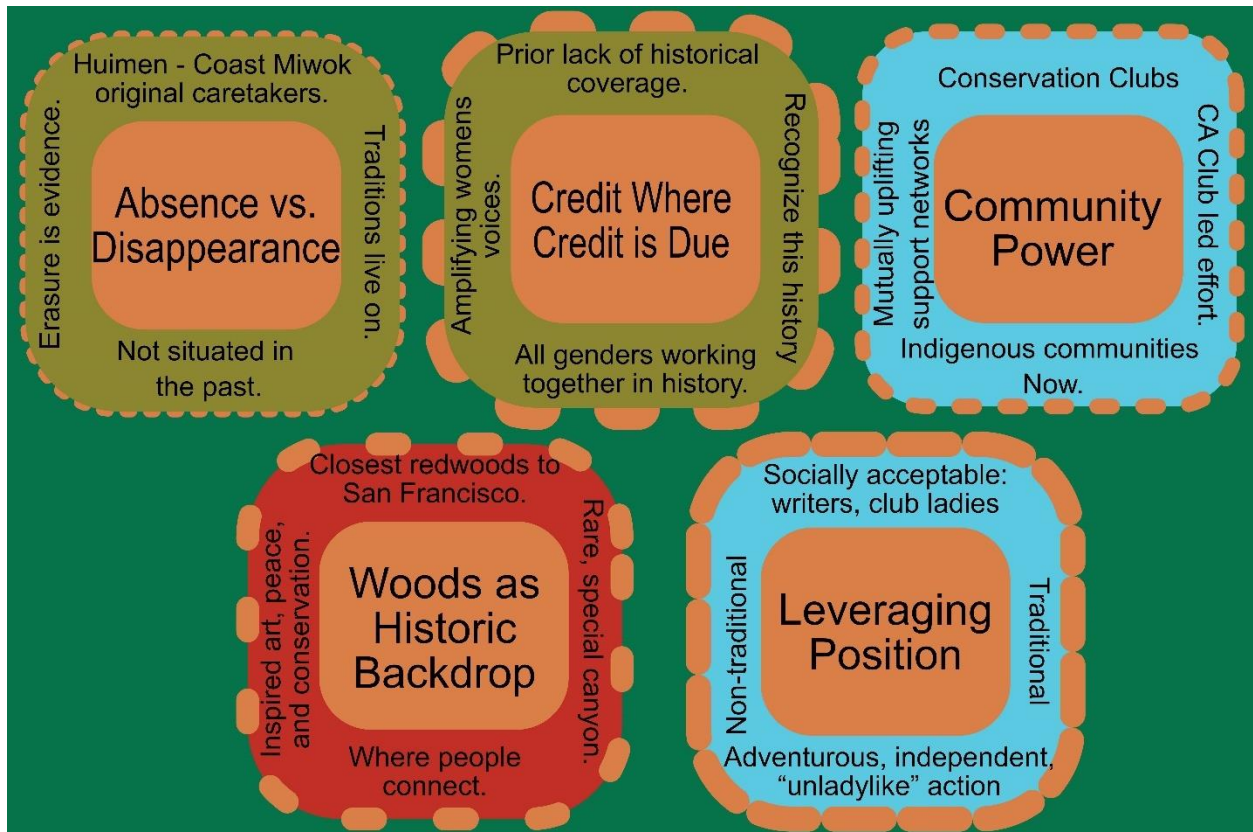 Huimen - Coast Miwok
original caretakers.
Erasure is evidence.
Absence vs.
Disappearance
Traditions live on.
Not situated in
the past.
Prior lack of historical
coverage.
Amplifying womens
voices.
Credit Where
Credit is Due
Recognize this history
All genders working
together in history.
Conservation Clubs
Mutually uplifting
support networks
Community
Power
CA Club led effort.
Indigenous communities
Now.
Closest redwoods to
San Francisco.
Inspired art, peace,
and conservation.
Woods as
Historic
Backdrop
Rare, special canyon.
Where people
connect.
Socially acceptable:
writers, club ladies
Non-traditional
Leveraging
Position
Traditional
Adventurous, independent,
“unladylike” action